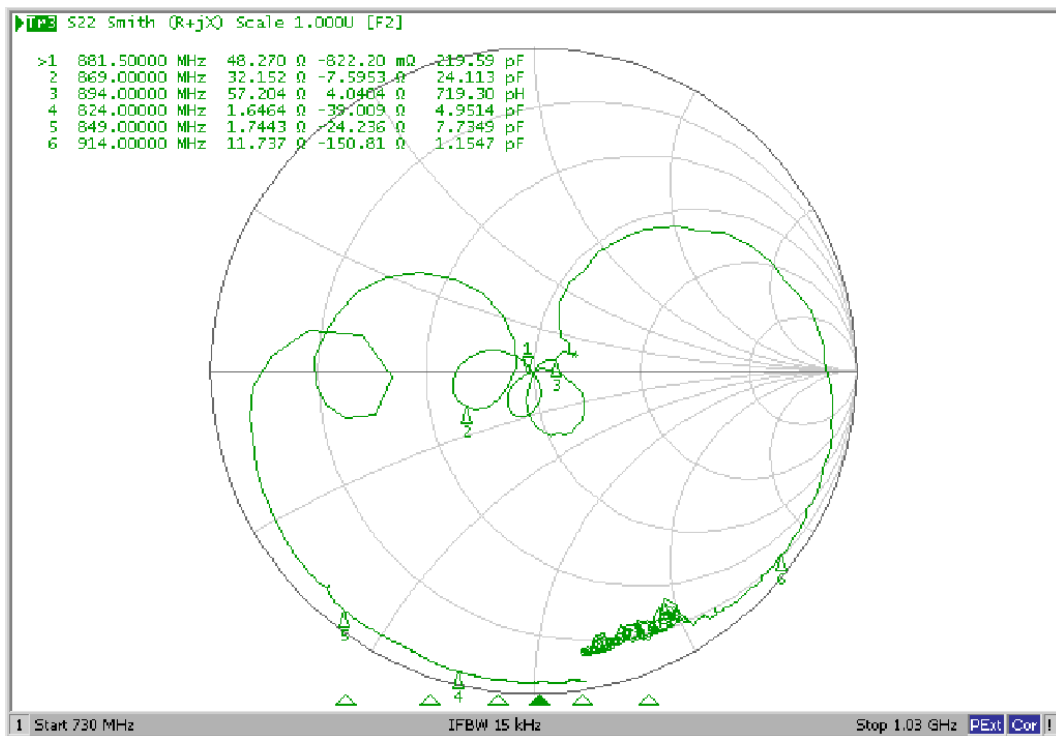 Tr3 S22 Smith (R+jX) Scale 1.000U [F2]
>1 881.50000 MHz 48.270 Ω -822.20 mΩ 219.59 pF
2 869.00000 MHz 32.152 Ω -7.5953 Ω 24.113 pF
3 894.00000 MHz 57.204 Ω 4.0404 Ω 719.30 pH
4 824.00000 MHz 1.6464 Ω -39.009 Ω 4.9514 pF
5 849.00000 MHz 1.7443 Ω -24.236 Ω 7.7349 pF
6 914.00000 MHz 11.737 Ω -150.81 Ω 1.1547 pF
1
3
2
6
5
4
1 Start 730 MHz IFBW 15 kHz Stop 1.03 GHz PExt Cor !